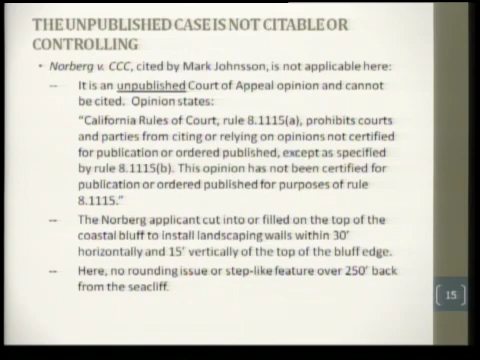 THE UNPUBLISHED CASE IS NOT CITABLE OR
CONTROLLING
• Norberg v. CCC, cited by Mark Johnsson, is not applicable here:
-- It is an unpublished Court of Appeal opinion and cannot
be cited. Opinion states:
"California Rules of Court, rule 8.1115(a), prohibits courts
and parties from citing or relying on opinions not certified
for publication or ordered published, except as specified
by rule 8.1115(b). This opinion has not been certified for
publication or ordered published for purposes of rule
8.1115."
-- The Norberg applicant cut into or filled on the top of the
coastal bluff to install landscaping walls within 30'
horizontally and 15' vertically of the top of the bluff edge.
-- Here, no rounding issue or step-like feature over 250' back
from the seacliff.
15